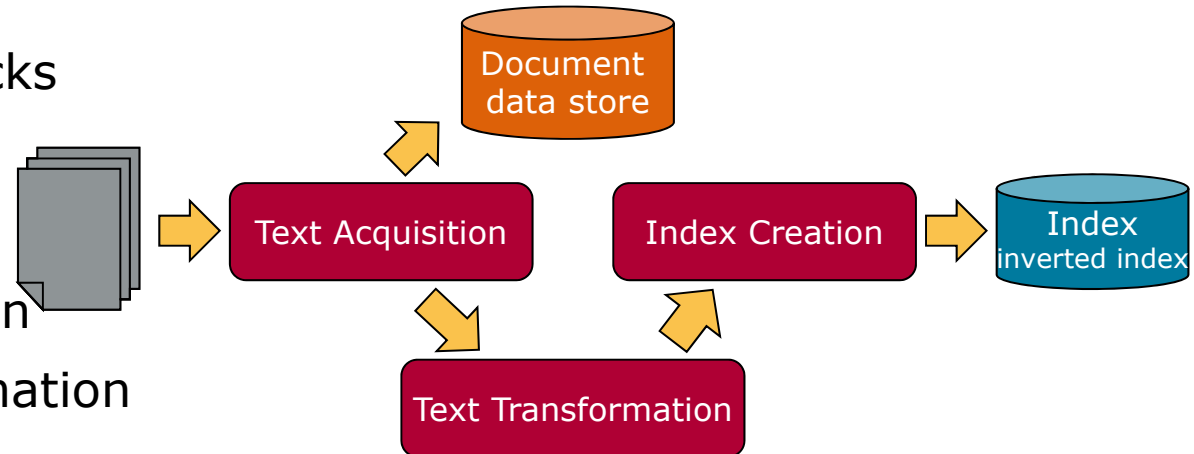 cks
n
nation
Document
data store
Text Acquisition
Index Creation
Index
inverted index
Text Transformation